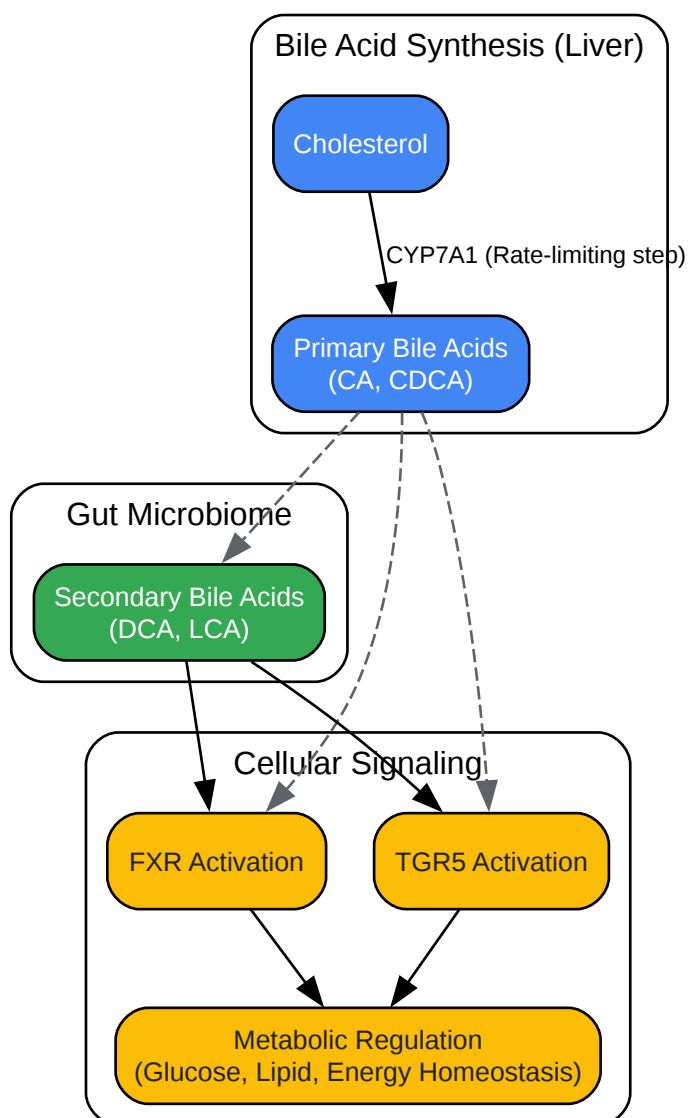 Bile Acid Synthesis (Liver)
Cholesterol
CYP7A1 (Rate-limiting step)
Primary Bile Acids
(CA, CDCA)
Gut Microbiome
Secondary Bile Acids
(DCA, LCA)
Cellular Signaling
FXR Activation
TGR5 Activation
Metabolic Regulation
(Glucose, Lipid, Energy Homeostasis)